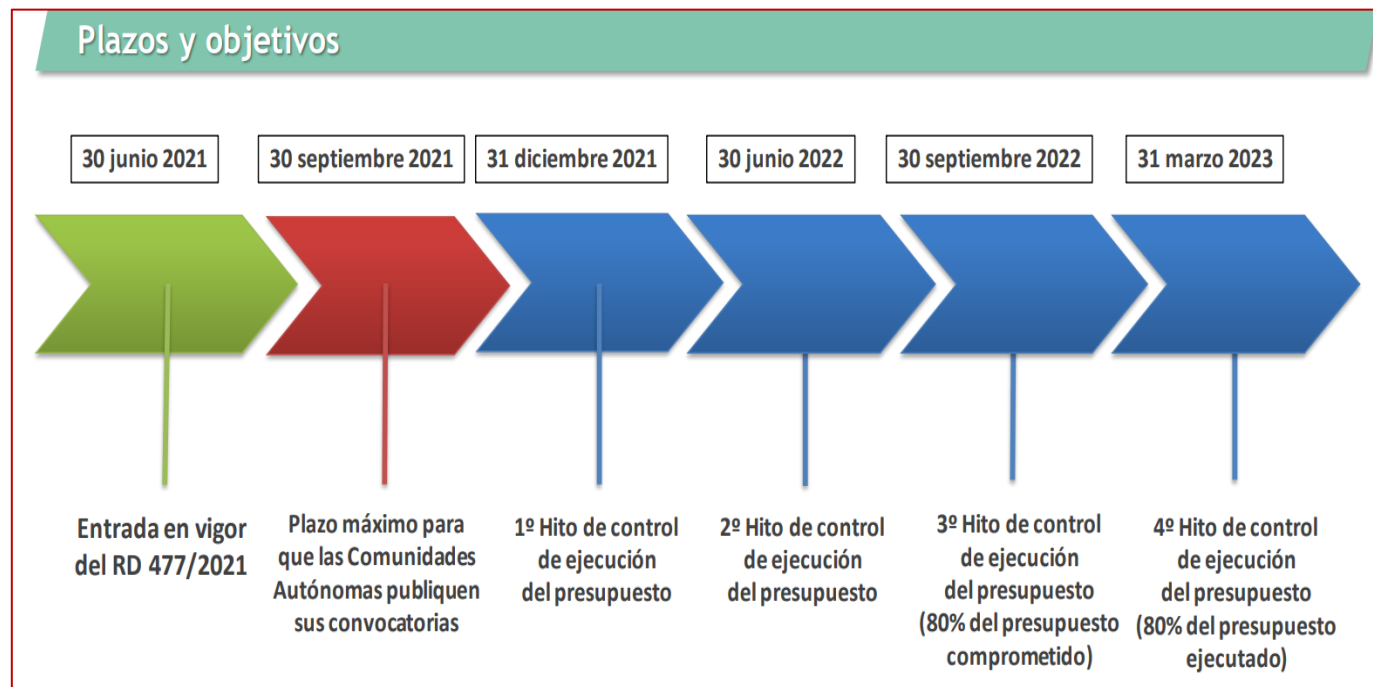 Plazos y objetivos
30 junio 2021
30 septiembre 2021
31 diciembre 2021
30 junio 2022
30 septiembre 2022
31 marzo 2023
Entrada en vigor
del RD 477/2021
Plazo máximo para
que las Comunidades
Autónomas publiquen
sus convocatorias
1º Hito de control
de ejecución
del presupuesto
2º Hito de control
de ejecución
del presupuesto
3º Hito de control
de ejecución
del presupuesto
(80% del presupuesto
comprometido)
4º Hito de control
de ejecución
del presupuesto
(80% del presupuesto
ejecutado)